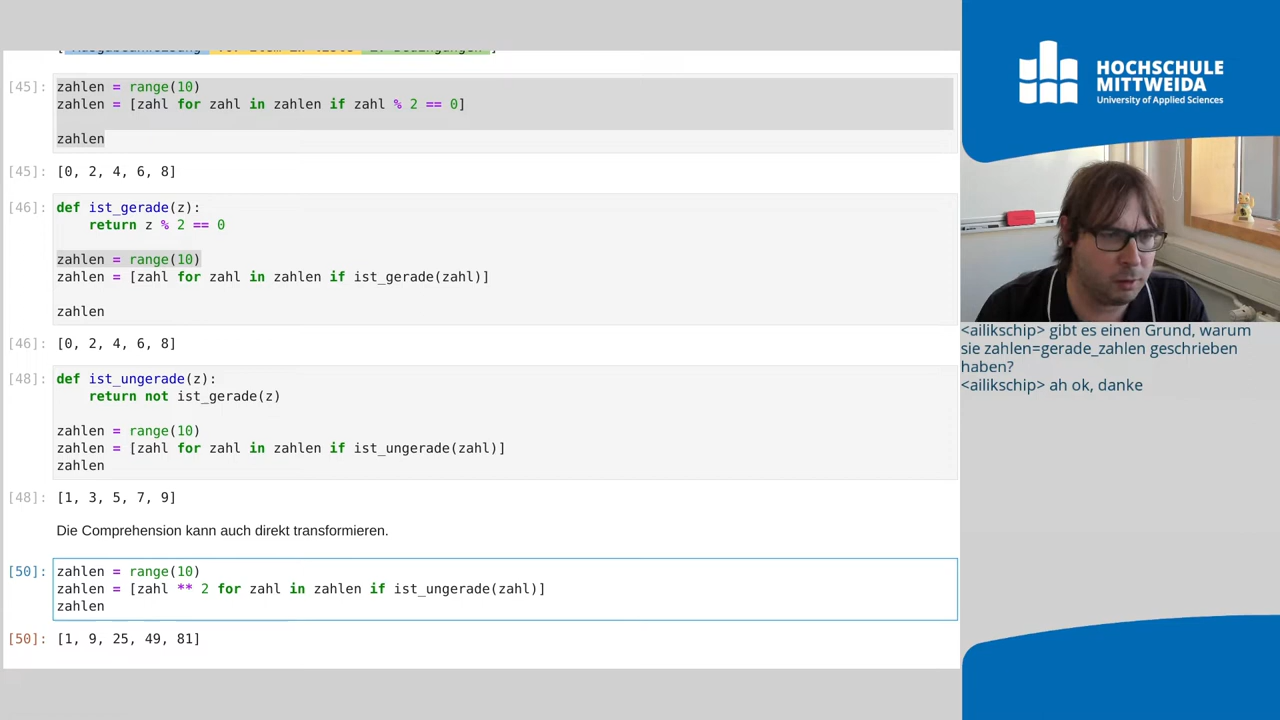 [45]: zahlen = range(10)
zahlen = [zahl for zahl in zahlen if zahl % 2 == 0]
zahlen
[45]: [0, 2, 4, 6, 8]
[46]: def ist_gerade(z):
return z % 2 == 0
zahlen = range(10)
zahlen = [zahl for zahl in zahlen if ist_gerade(zahl)]
zahlen
[46]: [0, 2, 4, 6, 8]
[48]: def ist_ungerade(z):
return not ist_gerade(z)
zahlen = range(10)
zahlen = [zahl for zahl in zahlen if ist_ungerade(zahl)]
zahlen
[48]: [1, 3, 5, 7, 9]
Die Comprehension kann auch direkt transformieren.
[50]: zahlen = range(10)
zahlen = [zahl ** 2 for zahl in zahlen if ist_ungerade(zahl)]
zahlen
[50]: [1, 9, 25, 49, 81]
HOCHSCHULE
MITTWEIDA
University of Applied Sciences
<ailikschip> gibt es einen Grund, warum
sie zahlen=gerade_zahlen geschrieben
haben?
<ailikschip> ah ok, danke